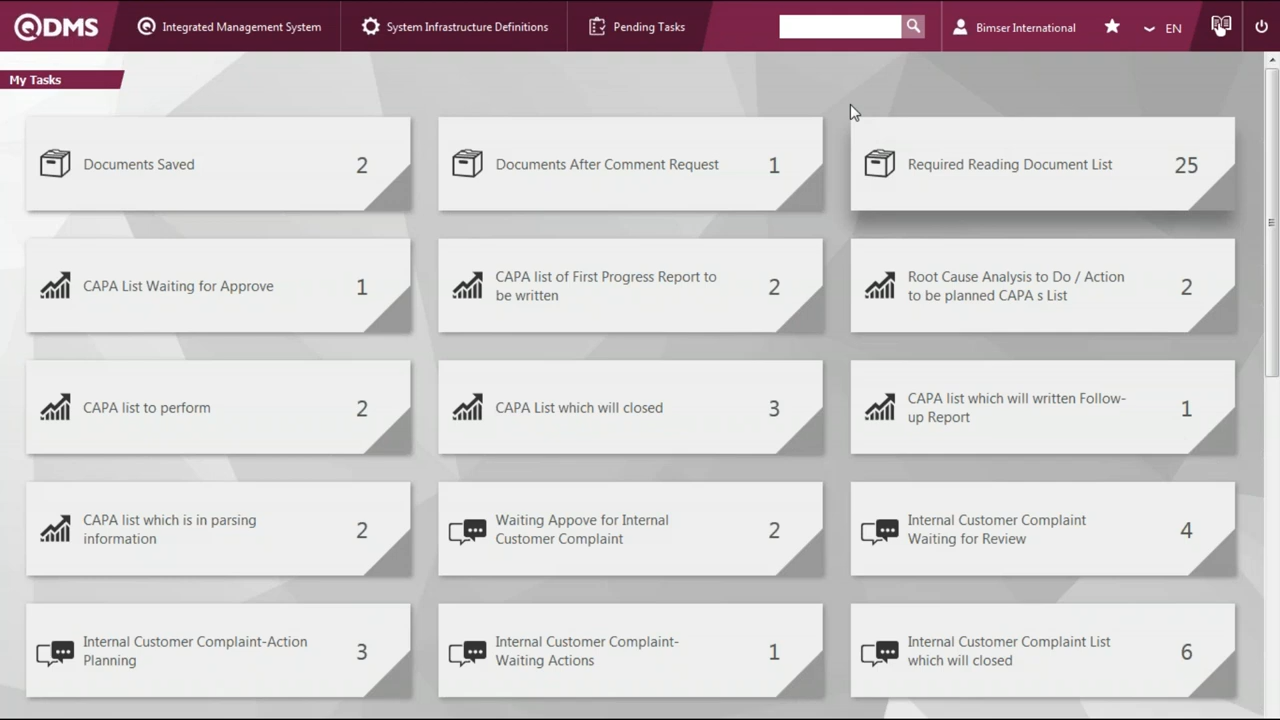 QDMS
Integrated Management System
System Infrastructure Definitions
Pending Tasks
Bimser International
EN
My Tasks
Documents Saved
2
Documents After Comment Request
1
Required Reading Document List
25
CAPA List Waiting for Approve
1
CAPA list of First Progress Report to
be written
2
Root Cause Analysis to Do / Action
to be planned CAPA s List
2
CAPA list to perform
2
CAPA List which will closed
3
CAPA list which will written Follow-
up Report
1
CAPA list which is in parsing
information
2
Waiting Appove for Internal
Customer Complaint
2
Internal Customer Complaint
Waiting for Review
4
Internal Customer Complaint-Action
Planning
3
Internal Customer Complaint-
Waiting Actions
1
Internal Customer Complaint List
which will closed
6